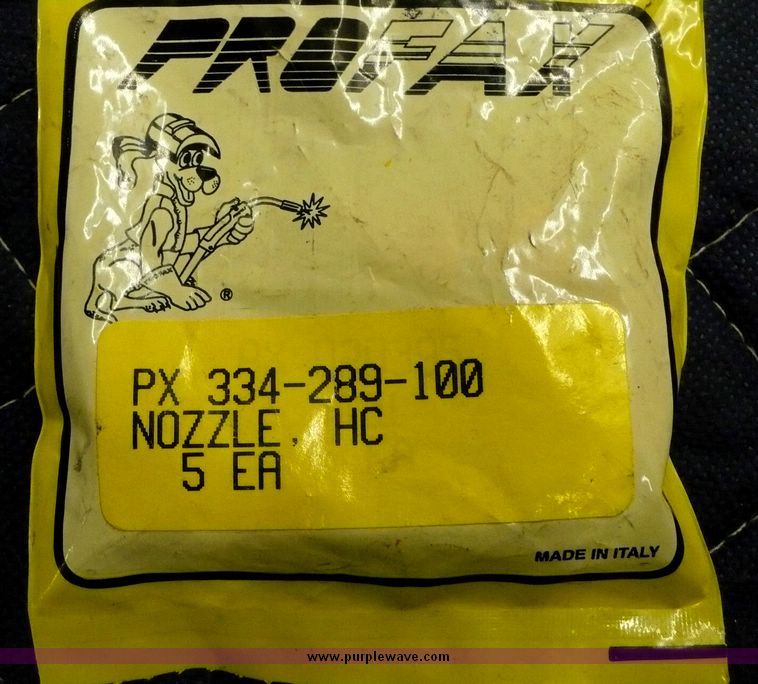 PROFAX
®
PX 334-289-100
NOZZLE, HC
5 EA
MADE IN ITALY
www.purplewave.com